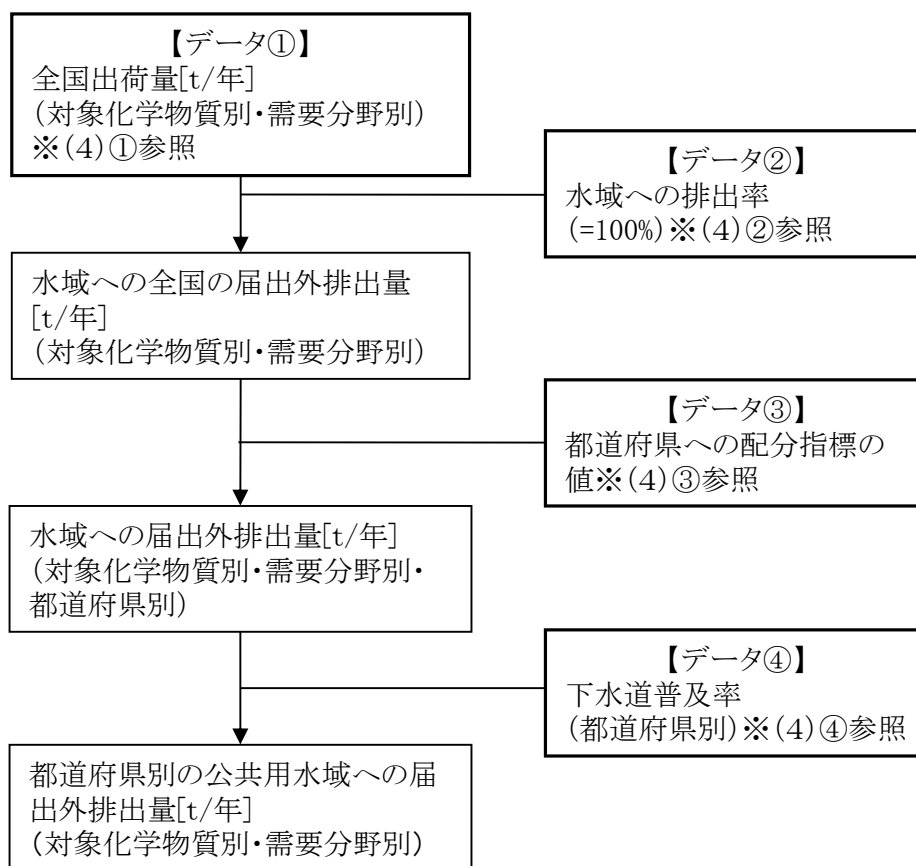 【データ①】
全国出荷量[t/年]
(対象化学物質別・需要分野別)
※(4)①参照
【データ②】
水域への排出率
(=100%)※(4)②参照
水域への全国の届出外排出量
[t/年]
(対象化学物質別・需要分野別)
【データ③】
都道府県への配分指標の
値※(4)③参照
水域への届出外排出量[t/年]
(対象化学物質別・需要分野別・
都道府県別)
【データ④】
下水道普及率
(都道府県別)※(4)④参照
都道府県別の公共用水域への届
出外排出量[t/年]
(対象化学物質別・需要分野別)